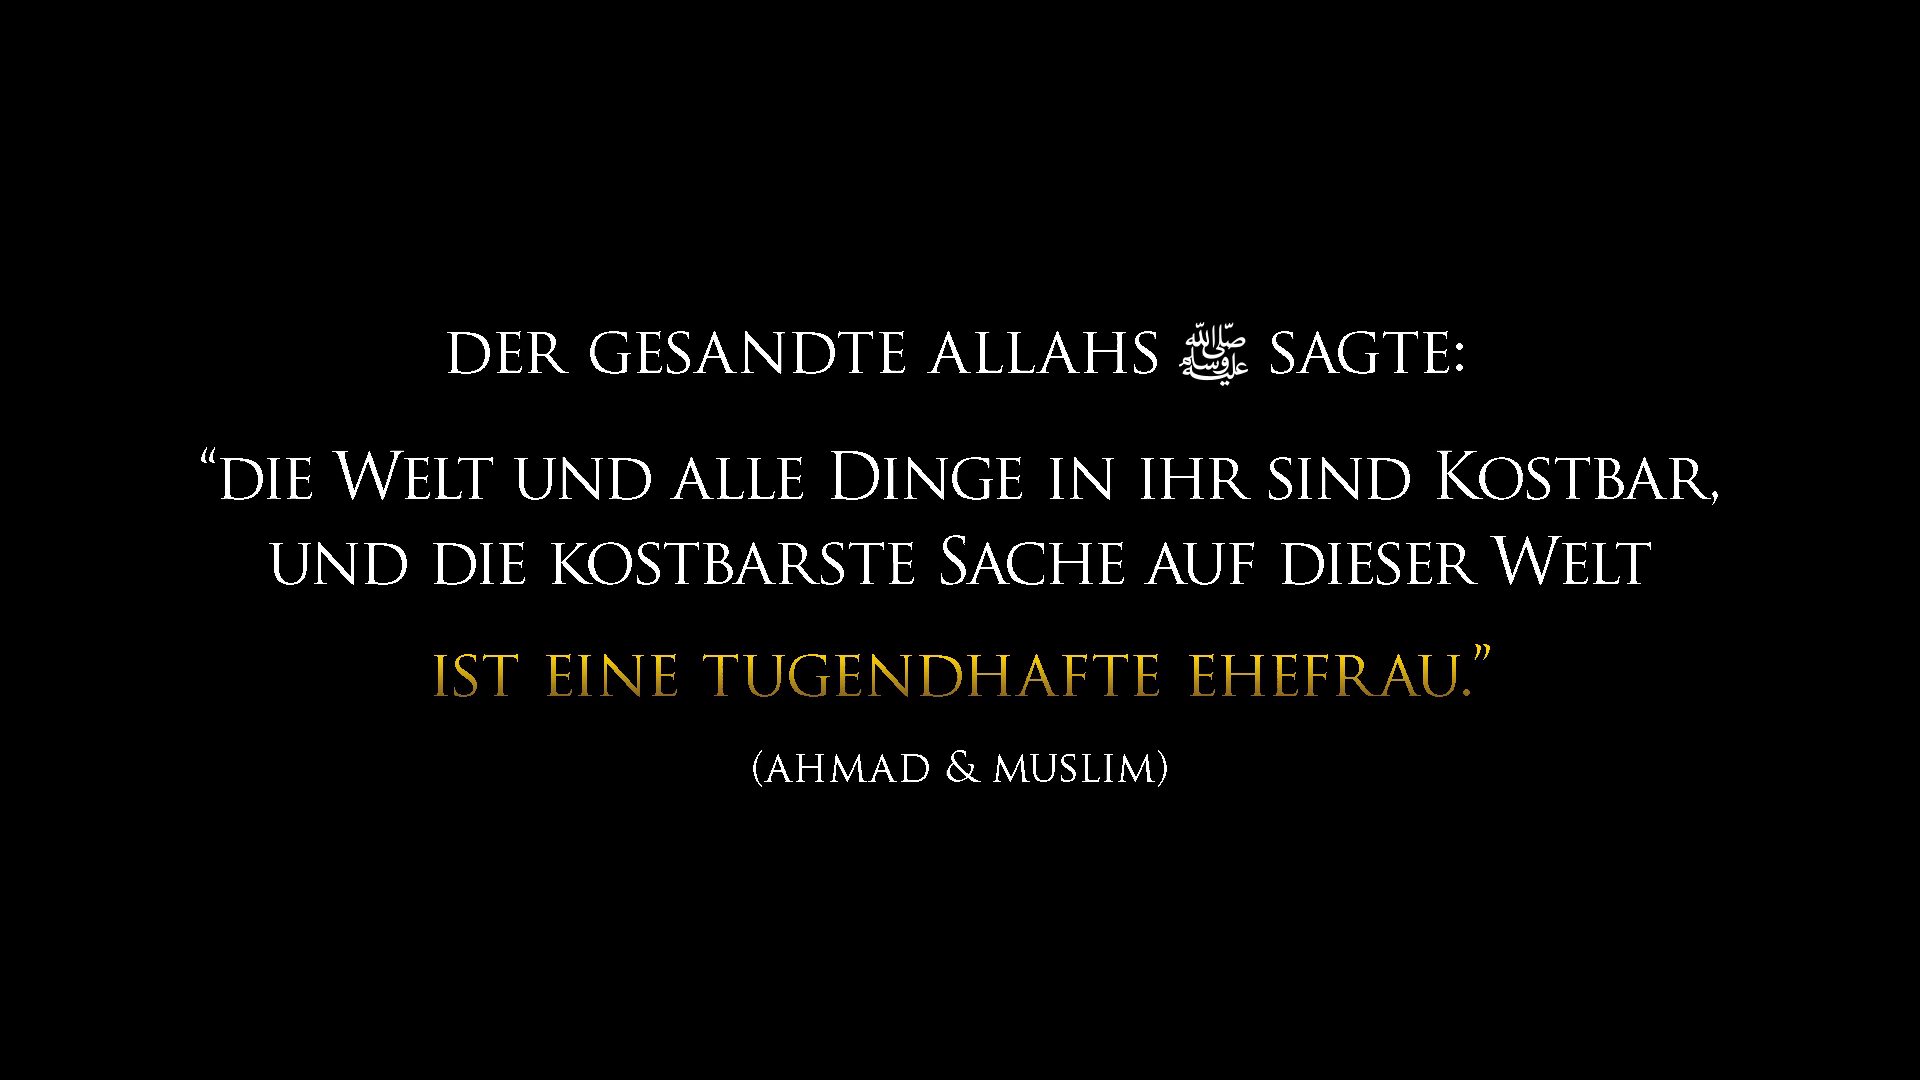 DER GESANDTE ALLAHS ﷺ SAGTE:
“DIE WELT UND ALLE DINGE IN IHR SIND KOSTBAR,
UND DIE KOSTBARSTE SACHE AUF DIESER WELT
IST EINE TUGENDHAFTE EHEFRAU.”
(AHMAD & MUSLIM)